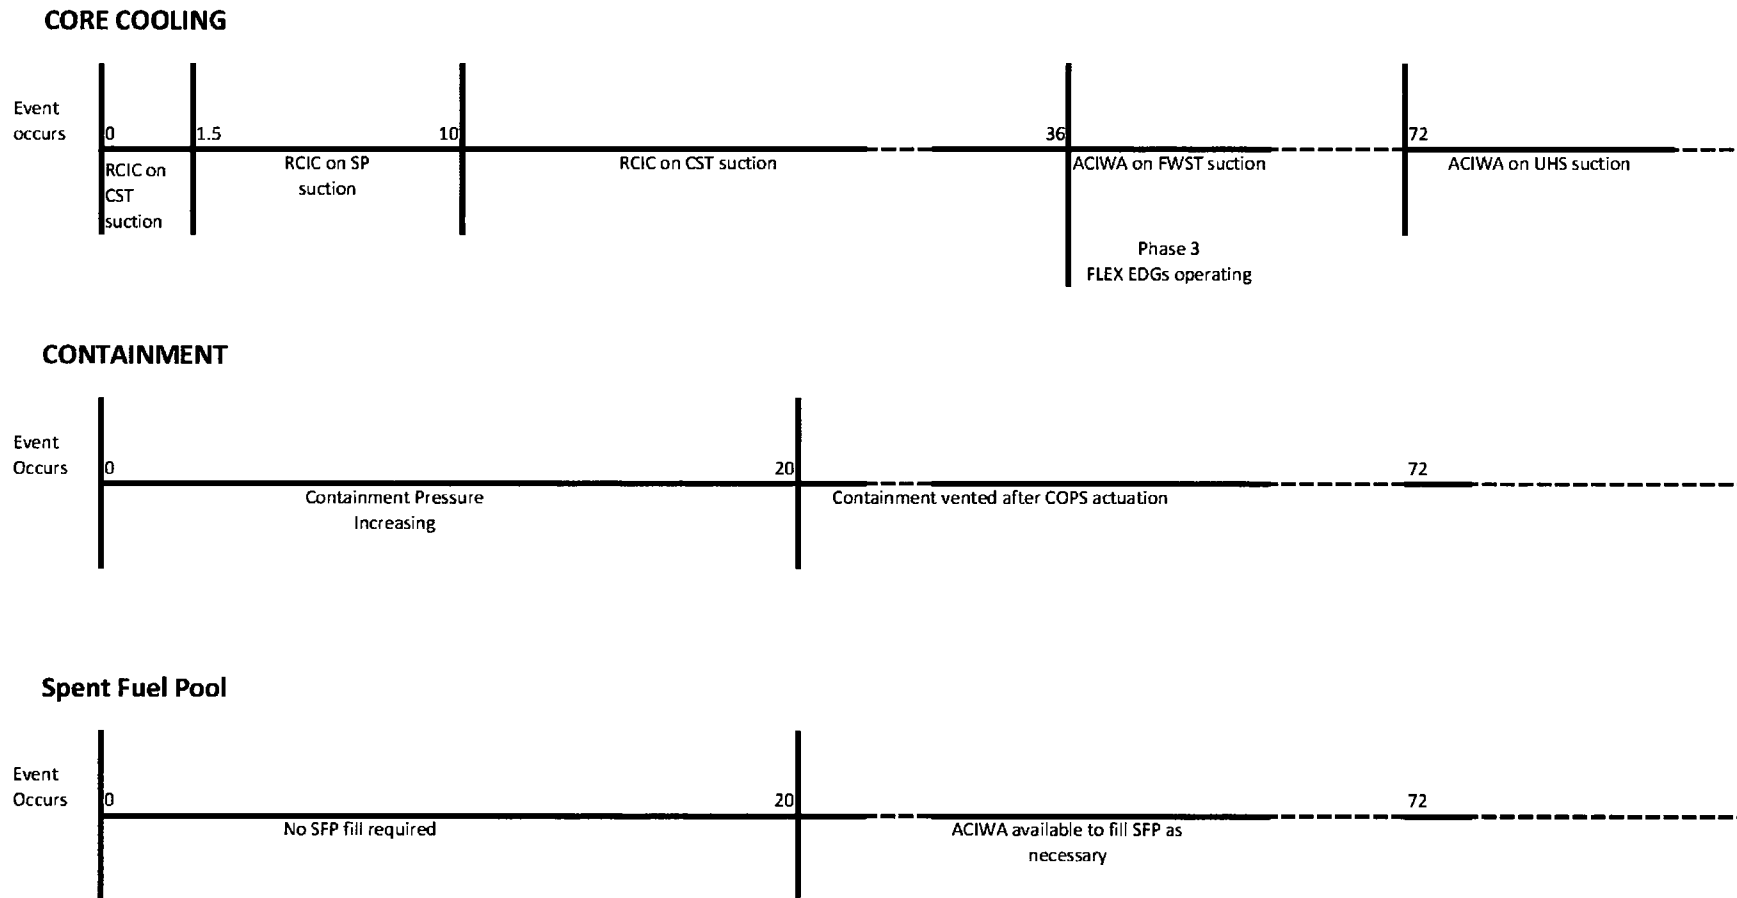 CORE COOLING
Event
occurs
0
1.5
10
36
72
RCIC on
CST
suction
RCIC on SP
suction
RCIC on CST suction
ACIWA on FWST suction
ACIWA on UHS suction
Phase 3
FLEX EDGs operating
CONTAINMENT
Event
Occurs
0
20
72
Containment Pressure
Increasing
Containment vented after COPS actuation
Spent Fuel Pool
Event
Occurs
0
20
72
No SFP fill required
ACIWA available to fill SFP as
necessary